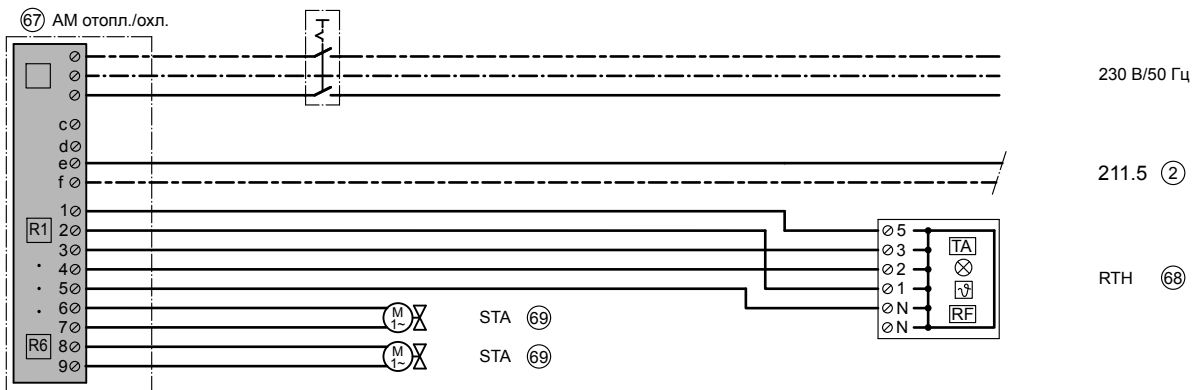 67 АМ отопл./охл.
230 В/50 Гц
c
d
e
f
211.5 2
1
R1 2
3
4
5
6
7
R6 8
9
5
3 TA
2
1 ϑ
N RF
N
RTH 68
M 1~ STA 69
M 1~ STA 69